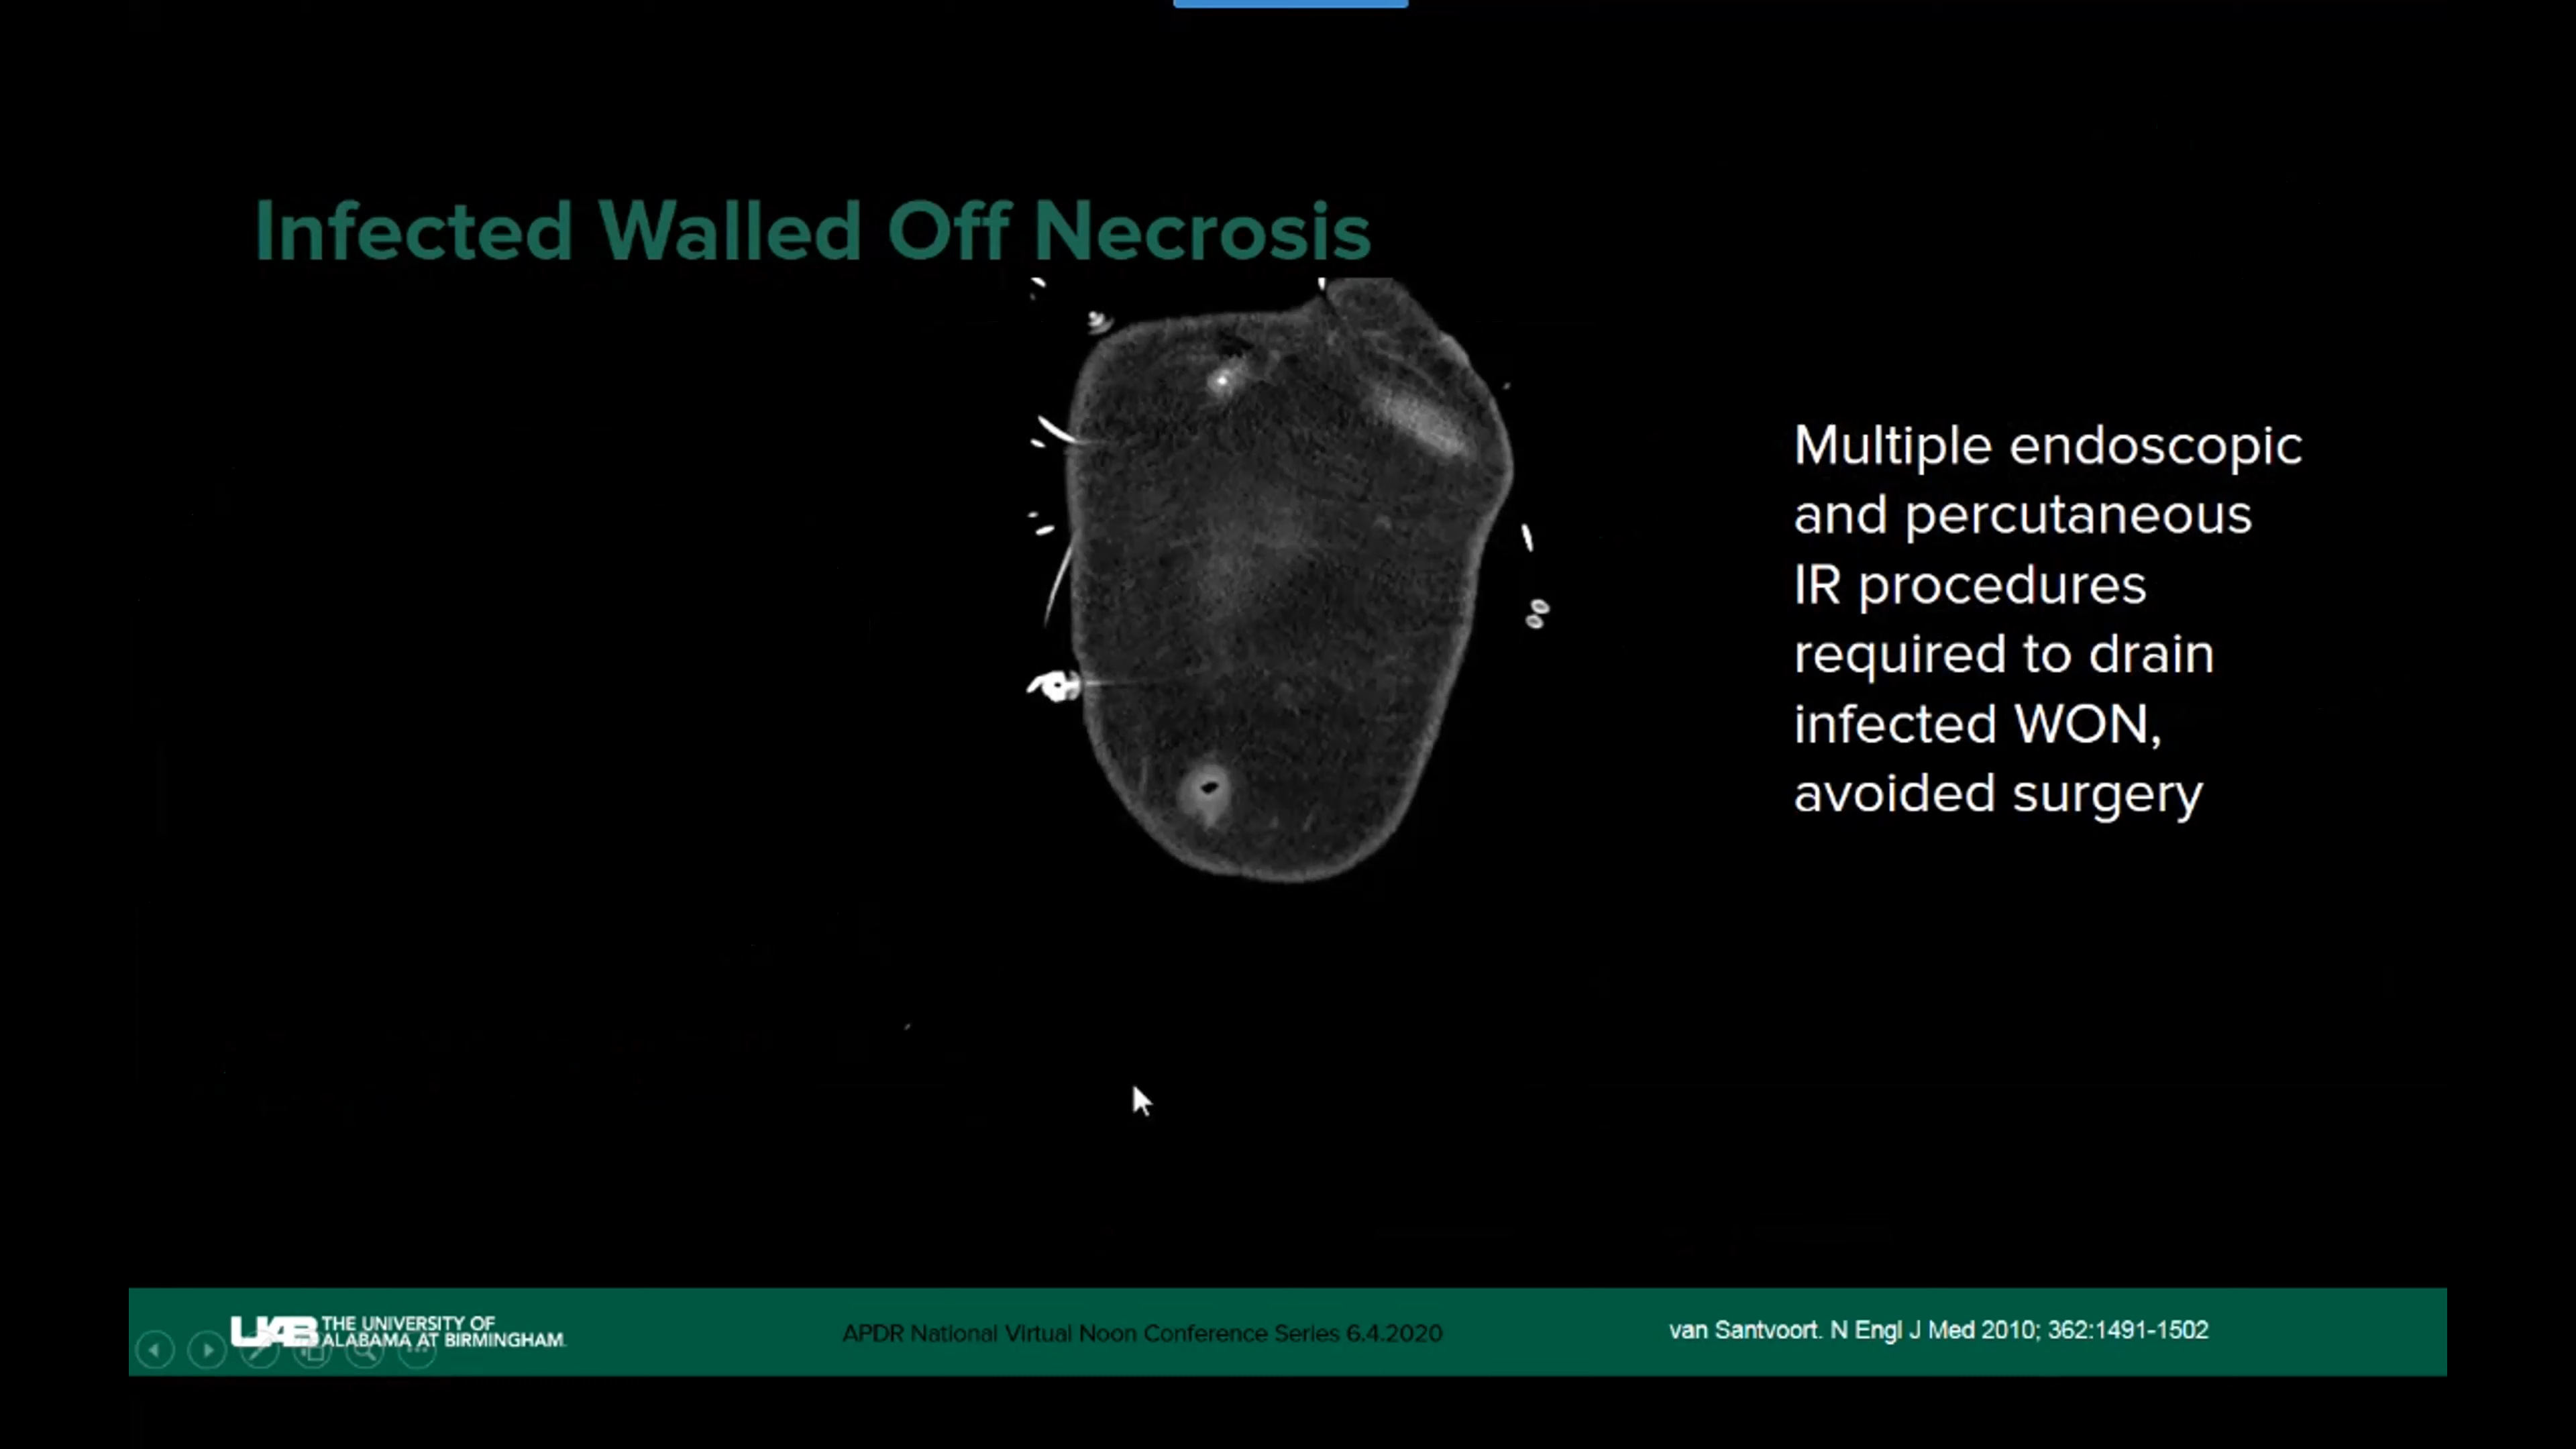 Infected Walled Off Necrosis
Multiple endoscopic
and percutaneous
IR procedures
required to drain
infected WON,
avoided surgery
UAB THE UNIVERSITY OF
ALABAMA AT BIRMINGHAM
APDR National Virtual Noon Conference Series 6.4.2020
van Santvoort. N Engl J Med 2010; 362:1491-1502